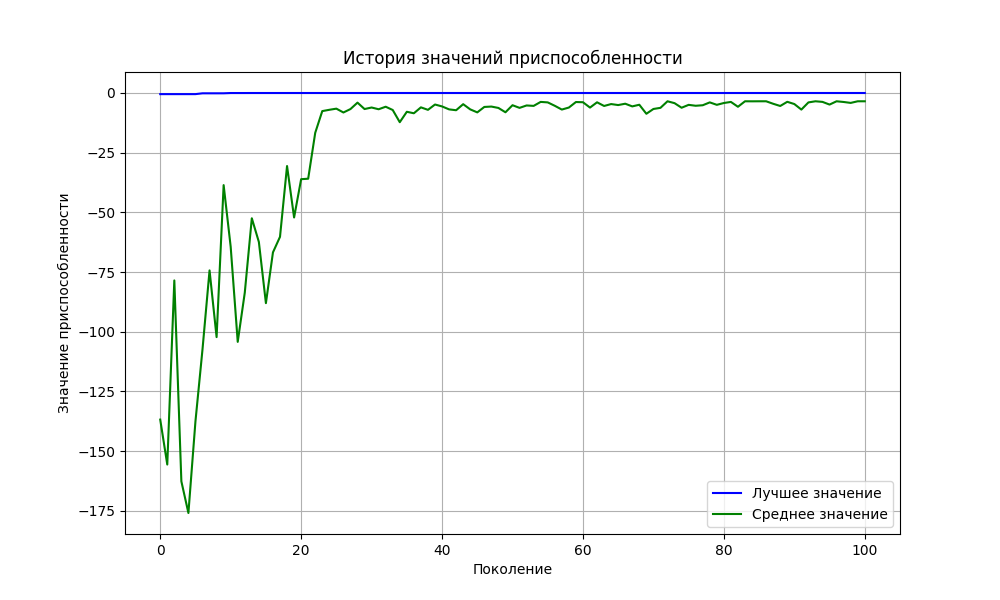 История значений приспособленности
Значение приспособленности
0
−25
−50
−75
−100
−125
−150
−175
Лучшее значение
Среднее значение
0 20 40 60 80 100
Поколение